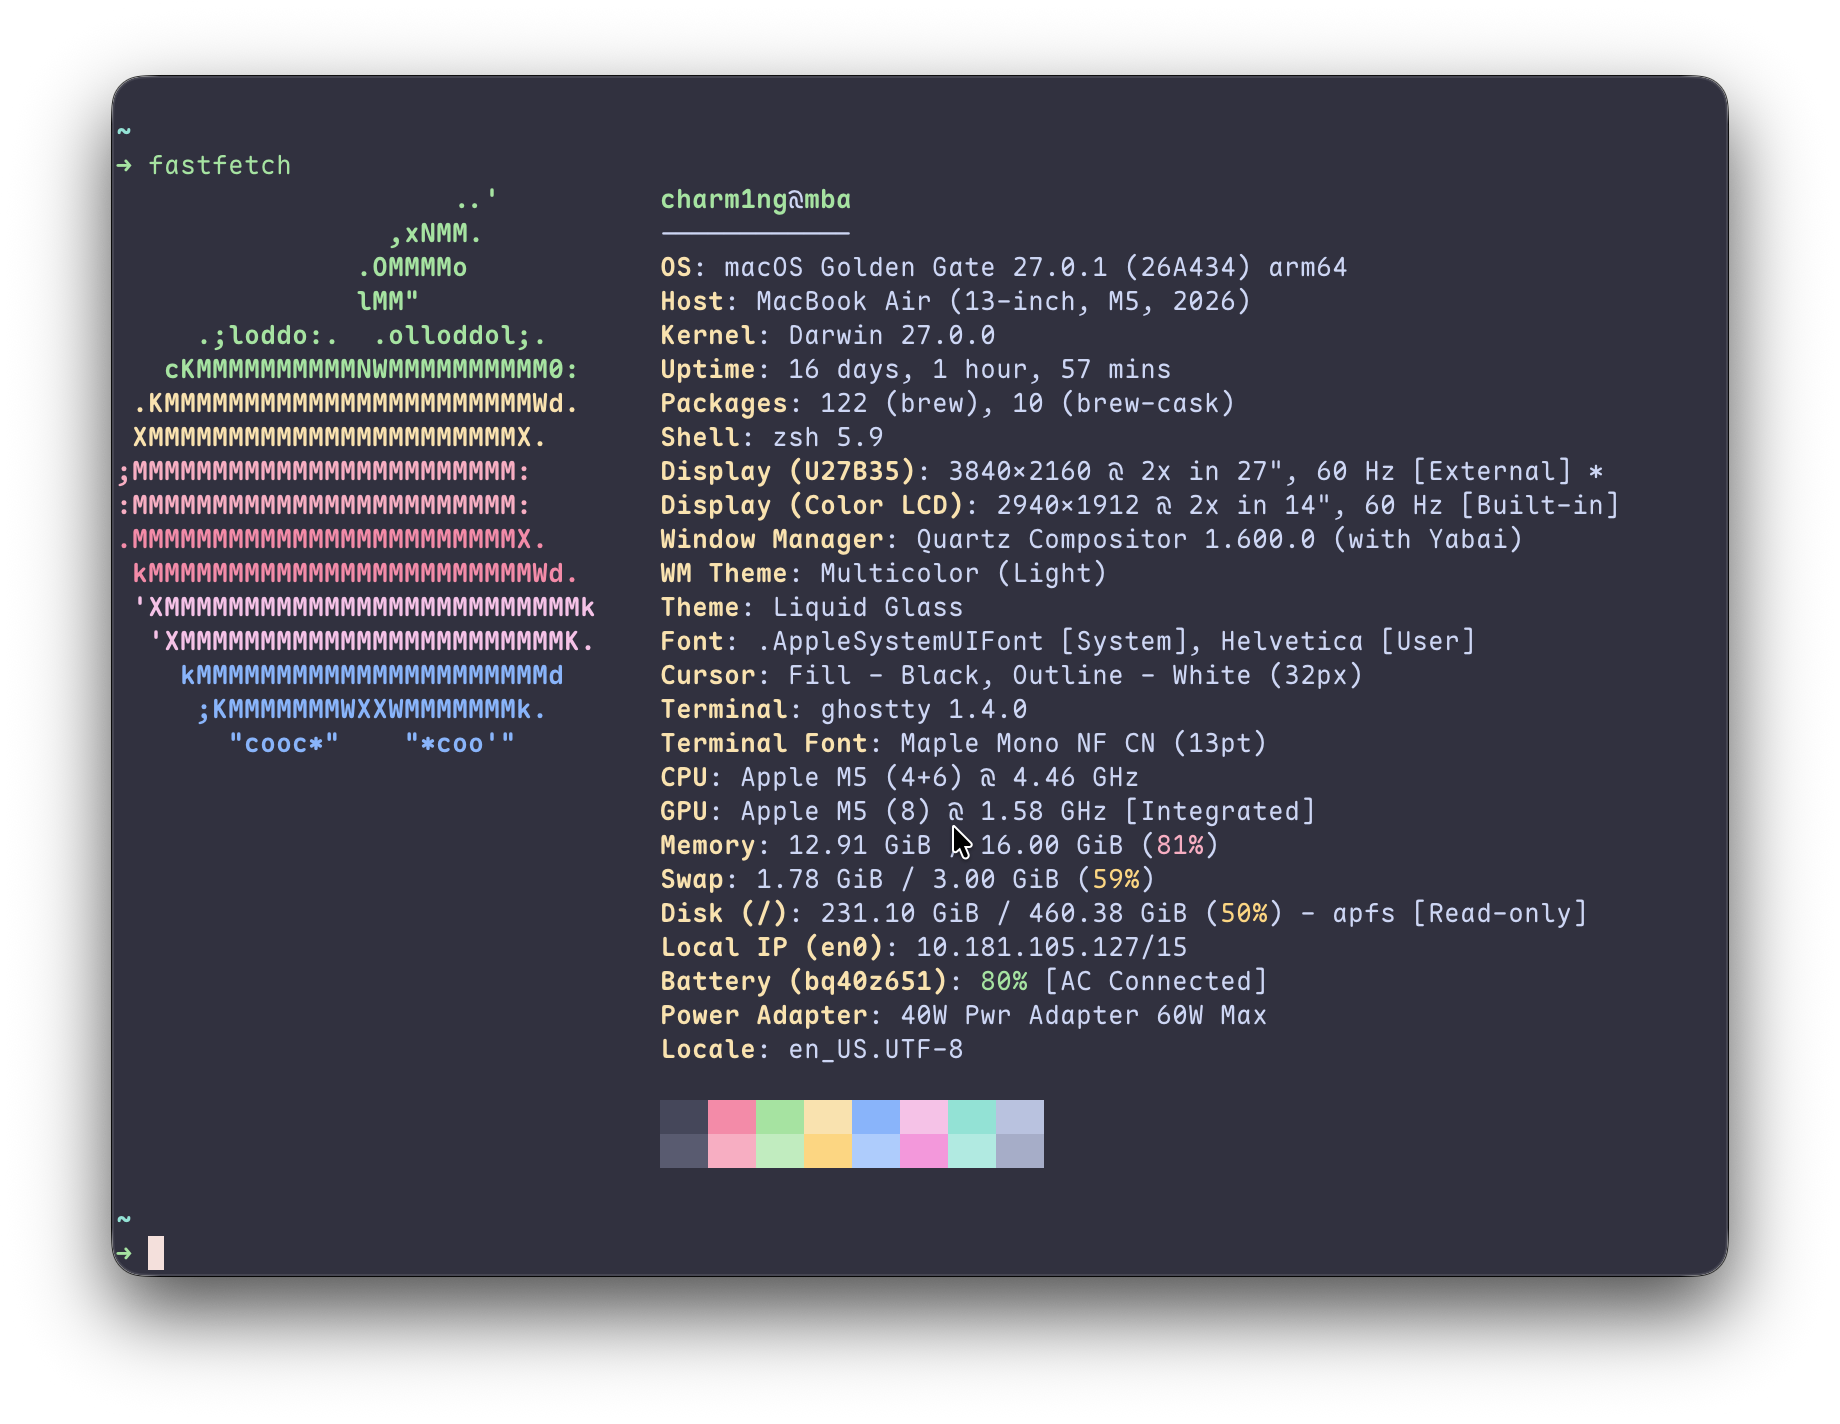 ~
→ fastfetch
                     ..'          charm1ng@mba
                 ,xNMM.           ────────────
               .OMMMMo            OS: macOS Golden Gate 27.0.1 (26A434) arm64
               lMM"               Host: MacBook Air (13-inch, M5, 2026)
     .;loddo:.  .olloddol;.       Kernel: Darwin 27.0.0
   cKMMMMMMMMMMNWMMMMMMMMMM0:     Uptime: 16 days, 1 hour, 57 mins
 .KMMMMMMMMMMMMMMMMMMMMMMMWd.     Packages: 122 (brew), 10 (brew-cask)
 XMMMMMMMMMMMMMMMMMMMMMMMX.       Shell: zsh 5.9
;MMMMMMMMMMMMMMMMMMMMMMMM:        Display (U27B35): 3840×2160 @ 2x in 27", 60 Hz [External] *
:MMMMMMMMMMMMMMMMMMMMMMMM:        Display (Color LCD): 2940×1912 @ 2x in 14", 60 Hz [Built-in]
.MMMMMMMMMMMMMMMMMMMMMMMMX.       Window Manager: Quartz Compositor 1.600.0 (with Yabai)
 kMMMMMMMMMMMMMMMMMMMMMMMMWd.     WM Theme: Multicolor (Light)
 'XMMMMMMMMMMMMMMMMMMMMMMMMMMk    Theme: Liquid Glass
  'XMMMMMMMMMMMMMMMMMMMMMMMMK.    Font: .AppleSystemUIFont [System], Helvetica [User]
    kMMMMMMMMMMMMMMMMMMMMMMd      Cursor: Fill - Black, Outline - White (32px)
     ;KMMMMMMMWXXWMMMMMMMk.       Terminal: ghostty 1.4.0
       "cooc*"    "*coo'"         Terminal Font: Maple Mono NF CN (13pt)
                                  CPU: Apple M5 (4+6) @ 4.46 GHz
                                  GPU: Apple M5 (8) @ 1.58 GHz [Integrated]
                                  Memory: 12.91 GiB / 16.00 GiB (81%)
                                  Swap: 1.78 GiB / 3.00 GiB (59%)
                                  Disk (/): 231.10 GiB / 460.38 GiB (50%) - apfs [Read-only]
                                  Local IP (en0): 10.181.105.127/15
                                  Battery (bq40z651): 80% [AC Connected]
                                  Power Adapter: 40W Pwr Adapter 60W Max
                                  Locale: en_US.UTF-8
~
→